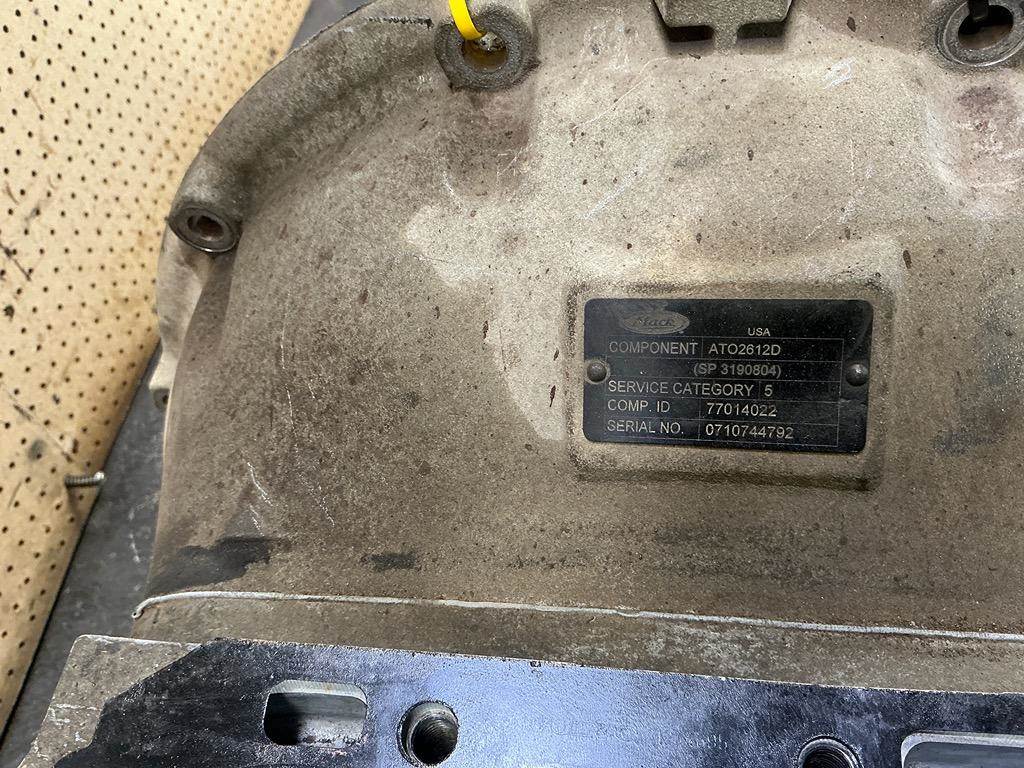 Mack
USA
COMPONENT ATO2612D
(SP 3190804)
SERVICE CATEGORY 5
COMP. ID 77014022
SERIAL NO. 0710744792